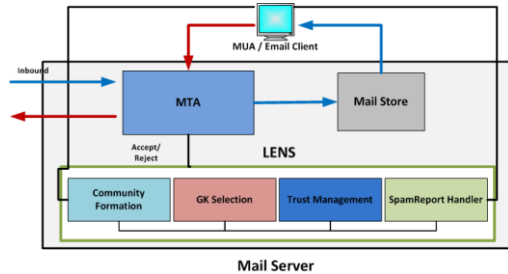 MUA / Email Client
Inbound
MTA
Mail Store
Accept/
Reject
LENS
Community
Formation
GK Selection
Trust Management
SpamReport Handler
Mail Server